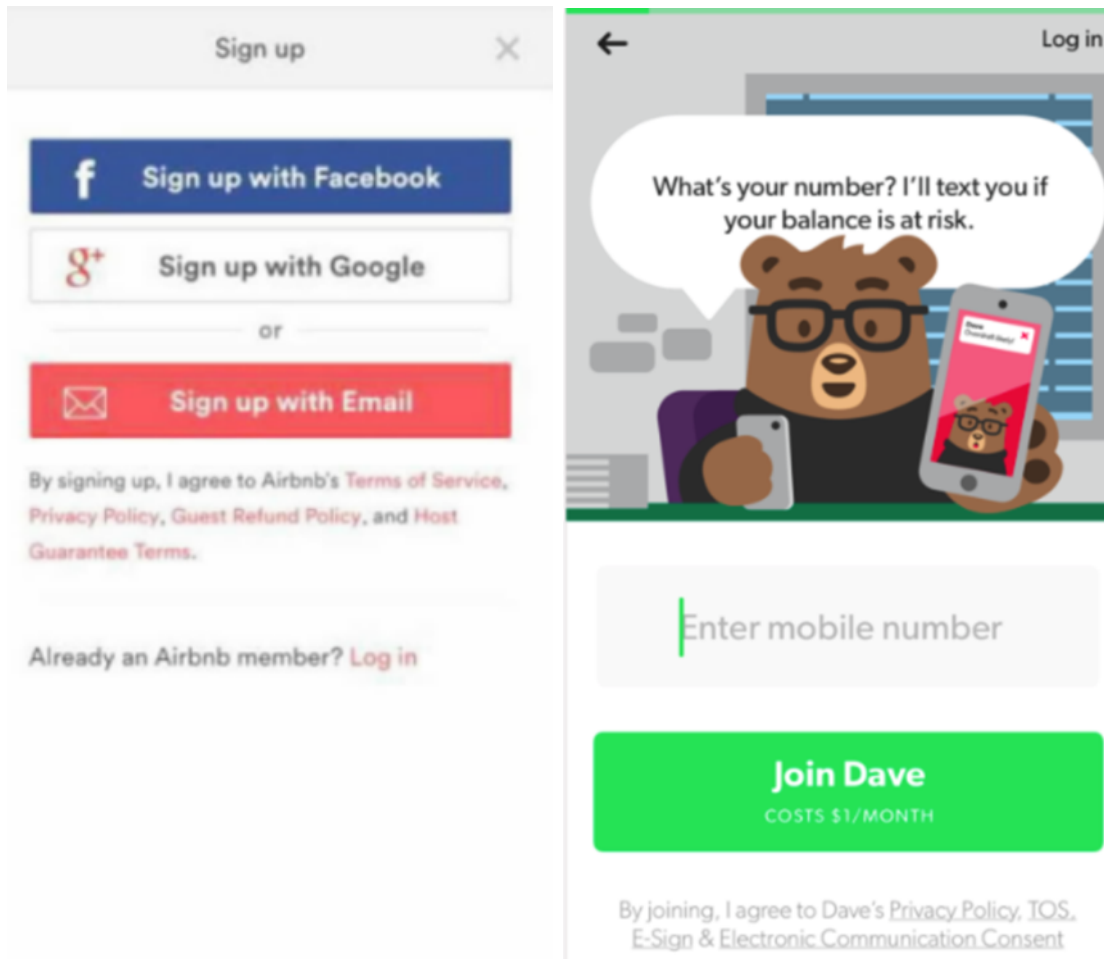 Sign up
f Sign up with Facebook
g+ Sign up with Google
or
Sign up with Email
By signing up, I agree to Airbnb's Terms of Service,
Privacy Policy, Guest Refund Policy, and Host
Guarantee Terms.
Already an Airbnb member? Log in
Log in
What's your number? I'll text you if
your balance is at risk.
Dave
Enter mobile number
Join Dave
COSTS $1/MONTH
By joining, I agree to Dave's Privacy Policy, TOS,
E-Sign & Electronic Communication Consent